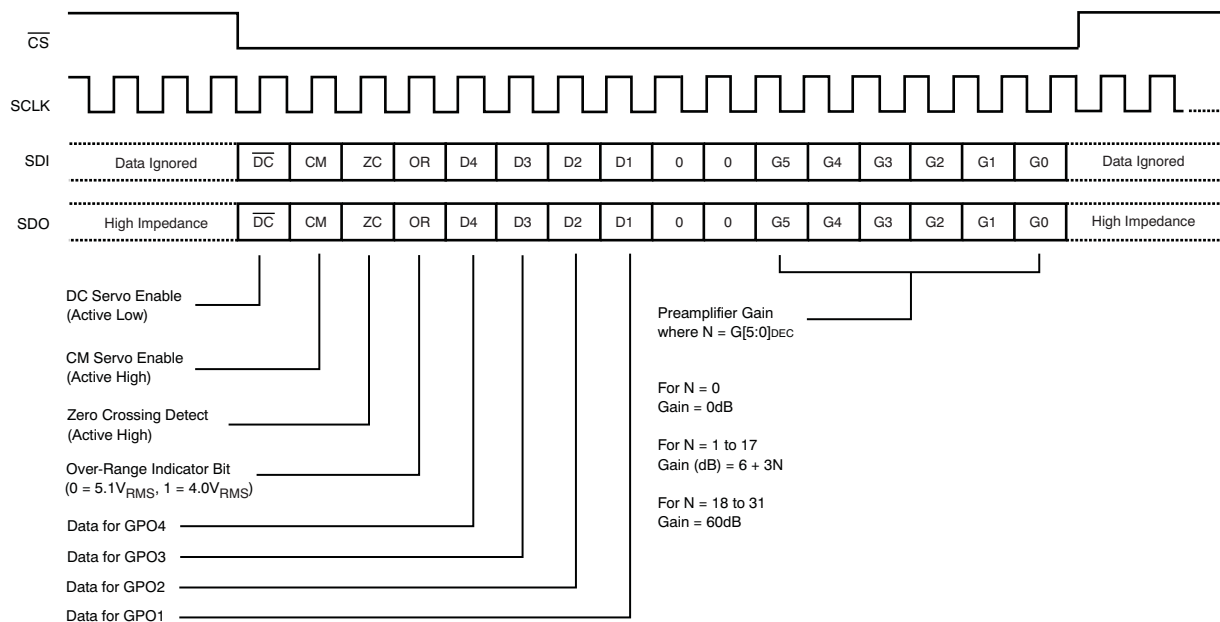 CS
SCLK
SDI Data Ignored DC CM ZC OR D4 D3 D2 D1 0 0 G5 G4 G3 G2 G1 G0 Data Ignored
SDO High Impedance DC CM ZC OR D4 D3 D2 D1 0 0 G5 G4 G3 G2 G1 G0 High Impedance
DC Servo Enable
(Active Low)
CM Servo Enable
(Active High)
Zero Crossing Detect
(Active High)
Over-Range Indicator Bit
(0 = 5.1VRMS, 1 = 4.0VRMS)
Data for GPO4
Data for GPO3
Data for GPO2
Data for GPO1
Preamplifier Gain
where N = G[5:0]DEC
For N = 0
Gain = 0dB
For N = 1 to 17
Gain (dB) = 6 + 3N
For N = 18 to 31
Gain = 60dB